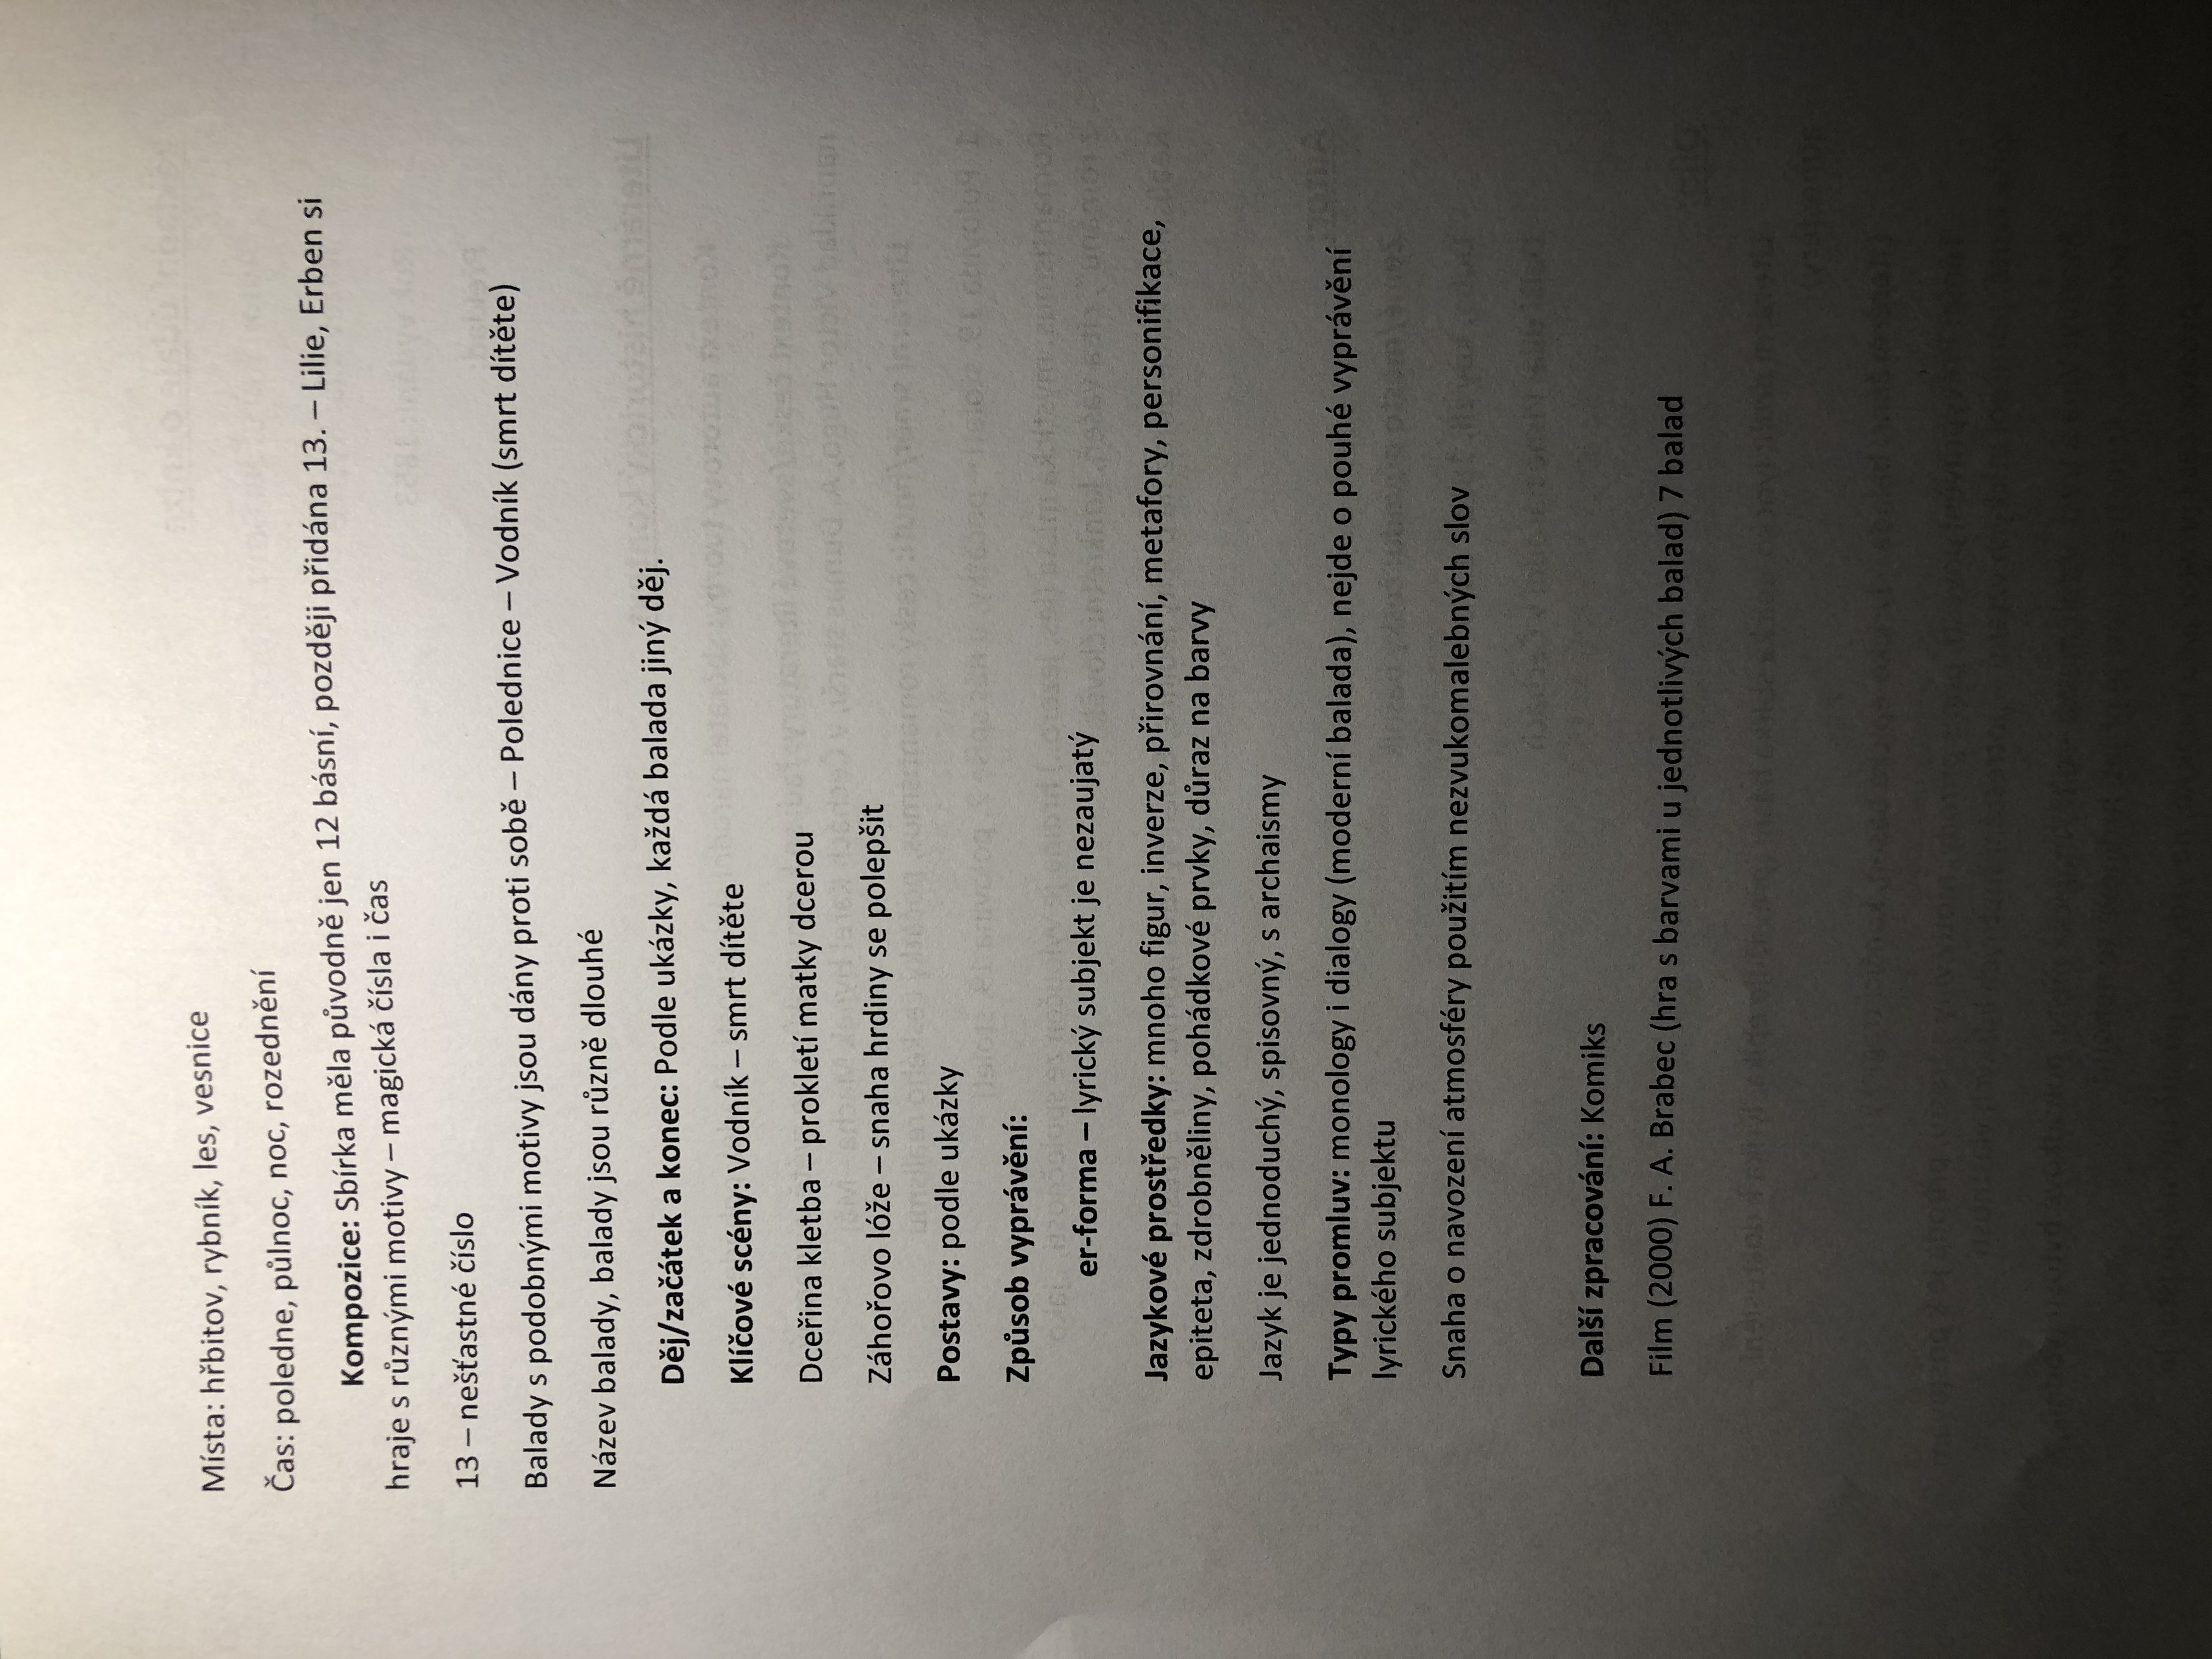 Místa: hřbitov, rybník, les, vesnice
Čas: poledne, půlnoc, noc, rozednění
Kompozice: Sbírka měla původně jen 12 básní, později přidána 13. – Lilie, Erben si
hraje s různými motivy – magická čísla i čas
13 – nešťastné číslo
Balady s podobnými motivy jsou dány proti sobě – Polednice – Vodník (smrt dítěte)
Název balady, balady jsou různě dlouhé
Děj/začátek a konec: Podle ukázky, každá balada jiný děj.
Klíčové scény: Vodník – smrt dítěte
Dceřina kletba – prokletí matky dcerou
Záhořovo lóže – snaha hrdiny se polepšit
Postavy: podle ukázky
Způsob vyprávění:
er-forma – lyrický subjekt je nezaujatý
Jazykové prostředky: mnoho figur, inverze, přirovnání, metafory, personifikace,
epiteta, zdrobněliny, pohádkové prvky, důraz na barvy
Jazyk je jednoduchý, spisovný, s archaismy
Typy promluv: monology i dialogy (moderní balada), nejde o pouhé vyprávění
lyrického subjektu
Snaha o navození atmosféry použitím nezvukomalebných slov
Další zpracování: Komiks
Film (2000) F. A. Brabec (hra s barvami u jednotlivých balad) 7 balad